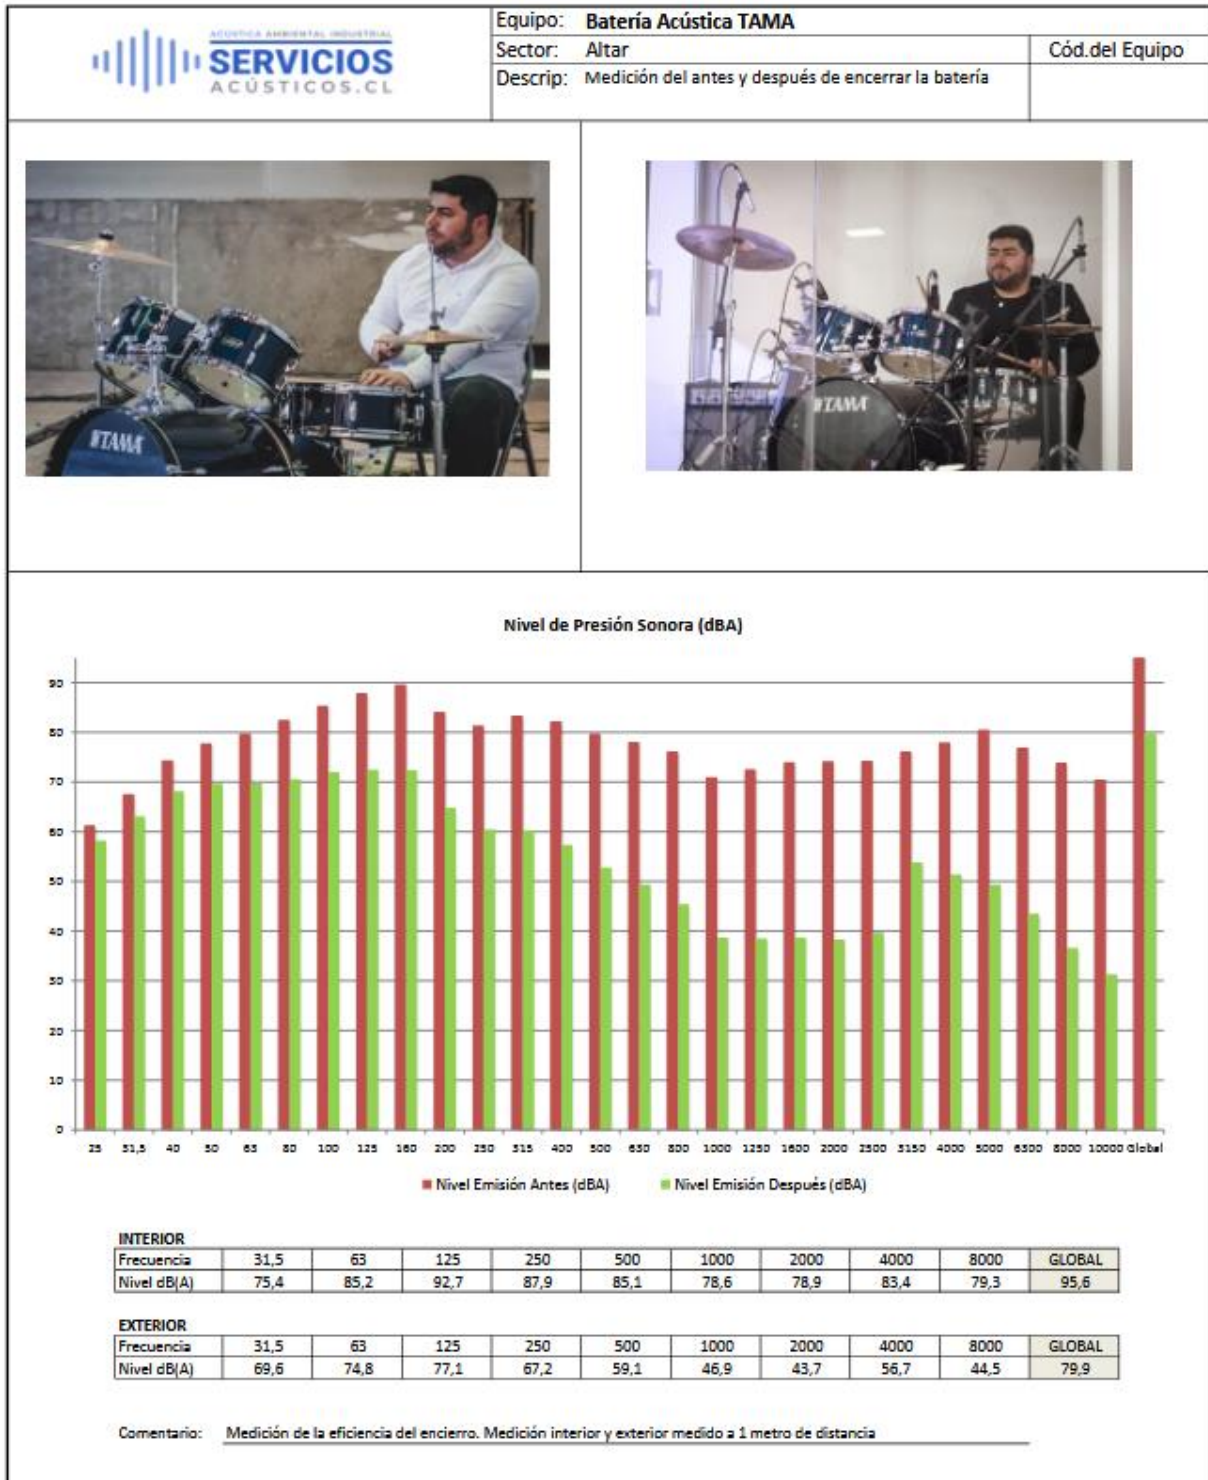 ACÚSTICA AMBIENTAL INDUSTRIAL
SERVICIOS
ACÚSTICOS.CL
Equipo: Batería Acústica TAMA
Sector: Altar
Cód.del Equipo
Descrip: Medición del antes y después de encerrar la batería
TAMA
TAMA
Nivel de Presión Sonora (dBA)
90
80
70
60
50
40
30
20
10
0
25 31,5 40 50 63 80 100 125 160 200 250 315 400 500 630 800 1000 1250 1600 2000 2500 3150 4000 5000 6300 8000 10000 Global
Nivel Emisión Antes (dBA) Nivel Emisión Después (dBA)
INTERIOR
Frecuencia 31,5 63 125 250 500 1000 2000 4000 8000 GLOBAL
Nivel dB(A) 75,4 85,2 92,7 87,9 85,1 78,6 78,9 83,4 79,3 95,6
EXTERIOR
Frecuencia 31,5 63 125 250 500 1000 2000 4000 8000 GLOBAL
Nivel dB(A) 69,6 74,8 77,1 67,2 59,1 46,9 43,7 56,7 44,5 79,9
Comentario: Medición de la eficiencia del encierro. Medición interior y exterior medido a 1 metro de distancia